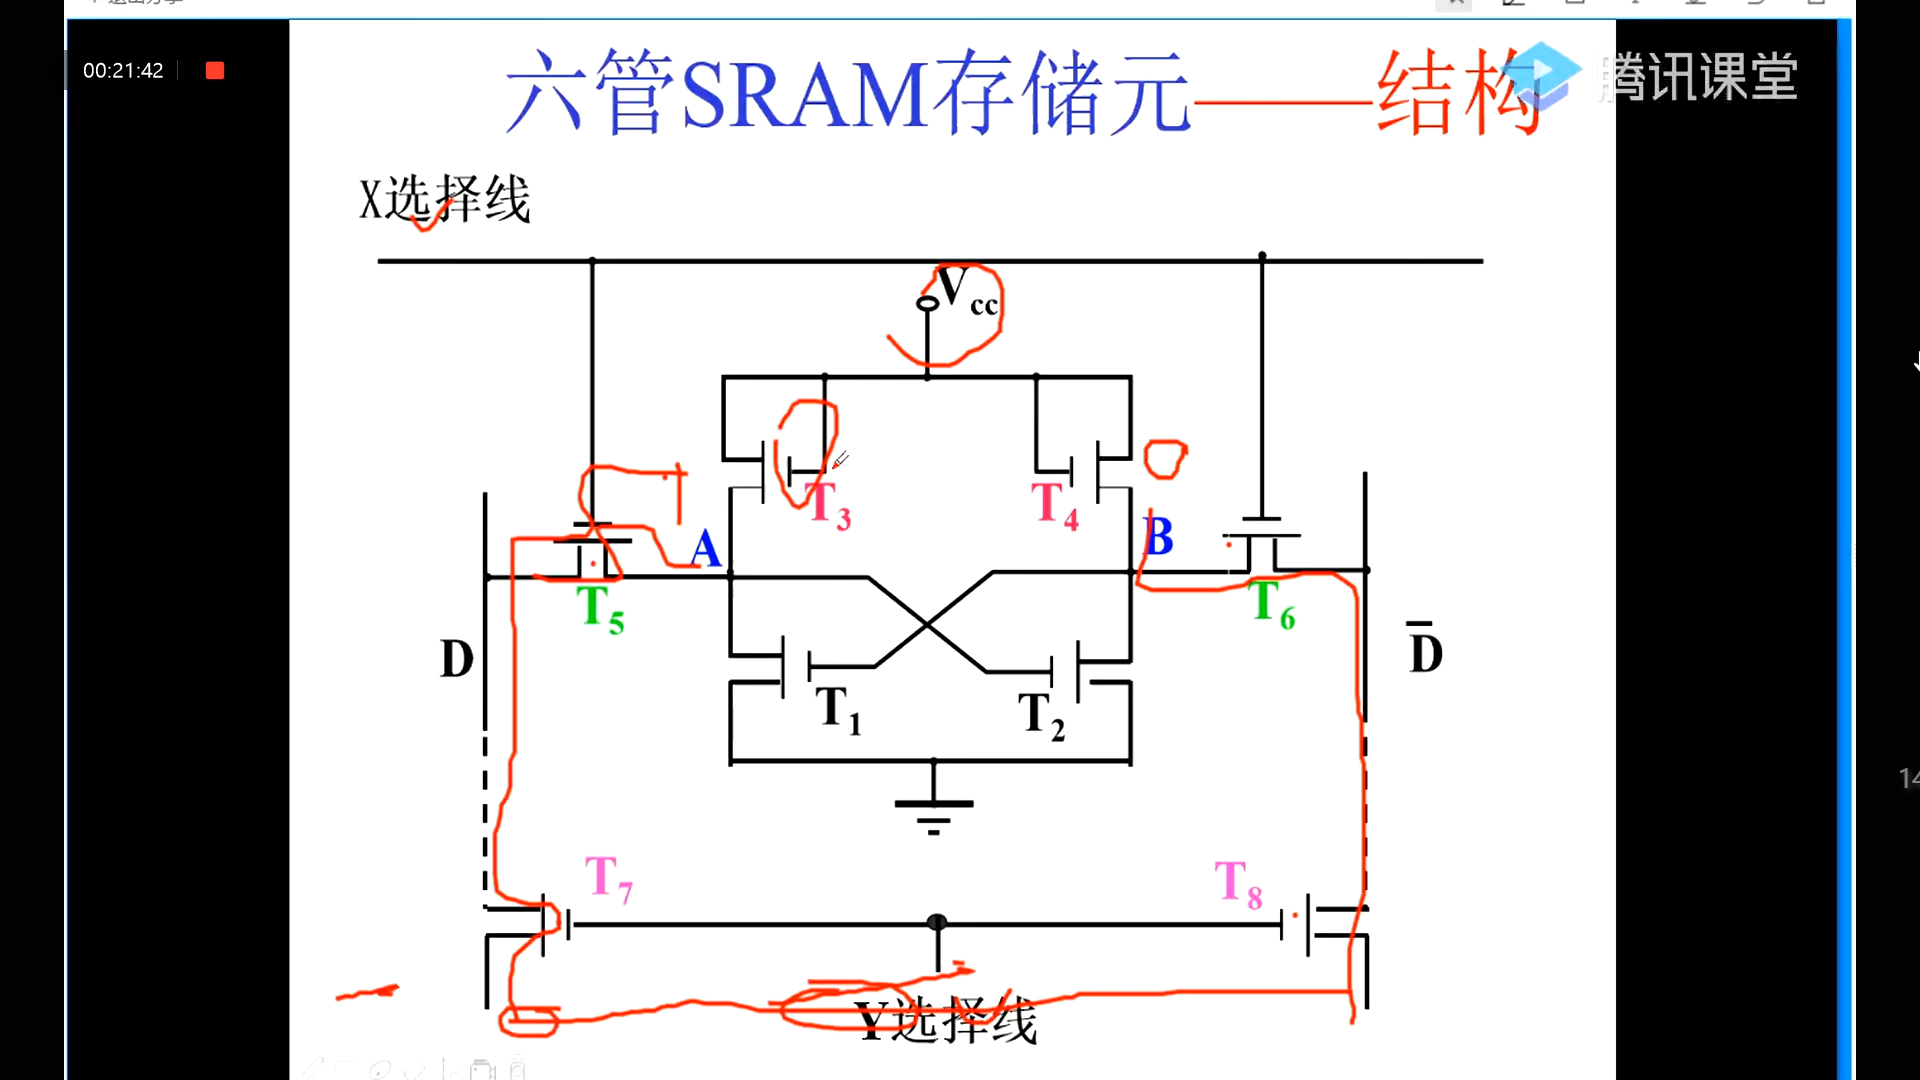 00:21:42
六管SRAM存储元——结构
腾讯课堂
X选择线
Vcc
T3
T4
A
B
T5
T6
D
D̅
T1
T2
T7
T8
Y选择线